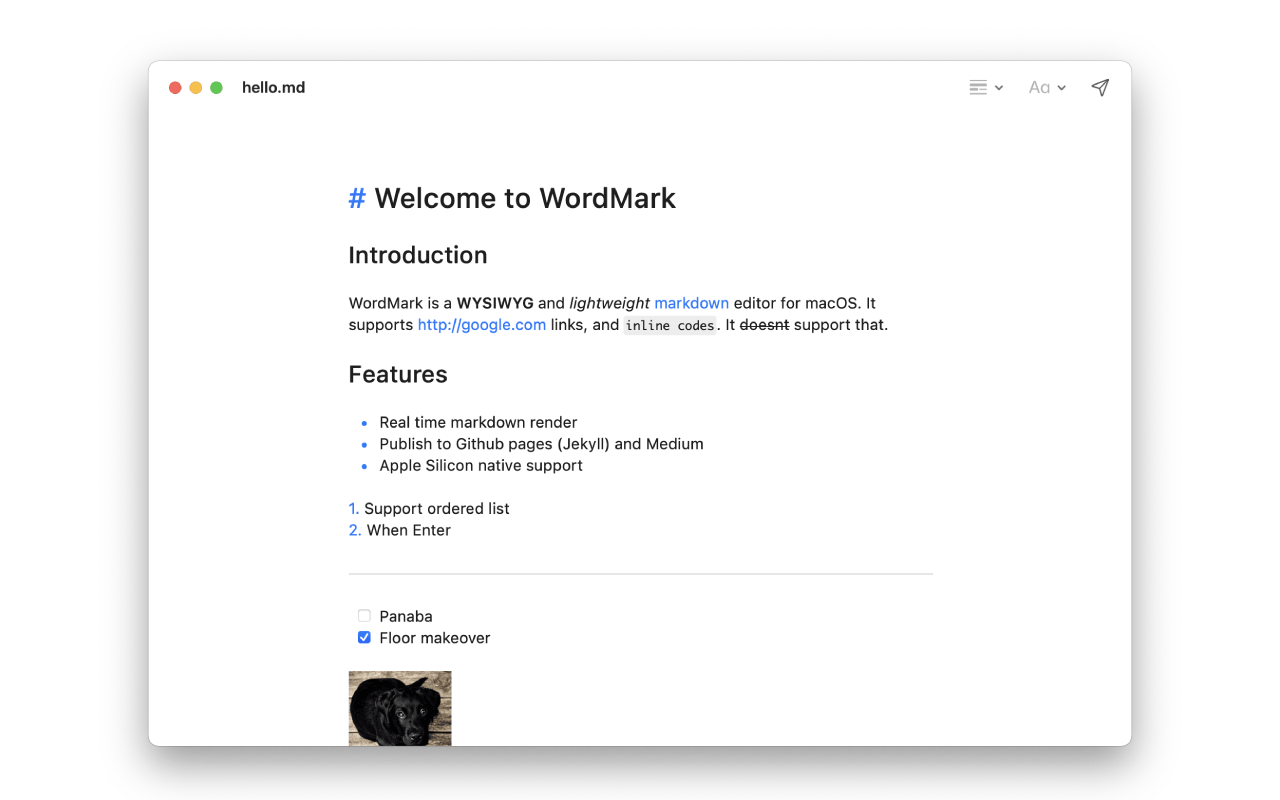 hello.md
Aa
# Welcome to WordMark
Introduction
WordMark is a WYSIWYG and lightweight markdown editor for macOS. It
supports http://google.com links, and inline codes. It doesnt support that.
Features
• Real time markdown render
• Publish to Github pages (Jekyll) and Medium
• Apple Silicon native support
1. Support ordered list
2. When Enter
Panaba
Floor makeover